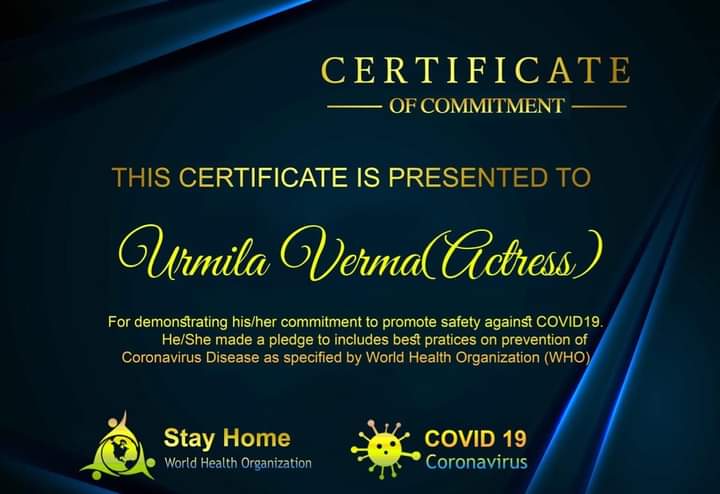 CERTIFICATE
OF COMMITMENT
THIS CERTIFICATE IS PRESENTED TO
Urmila Verma(Actress)
For demonstrating his/her commitment to promote safety against COVID19.
He/She made a pledge to includes best pratices on prevention of
Coronavirus Disease as specified by World Health Organization (WHO)
Stay Home
World Health Organization
COVID 19
Coronavirus